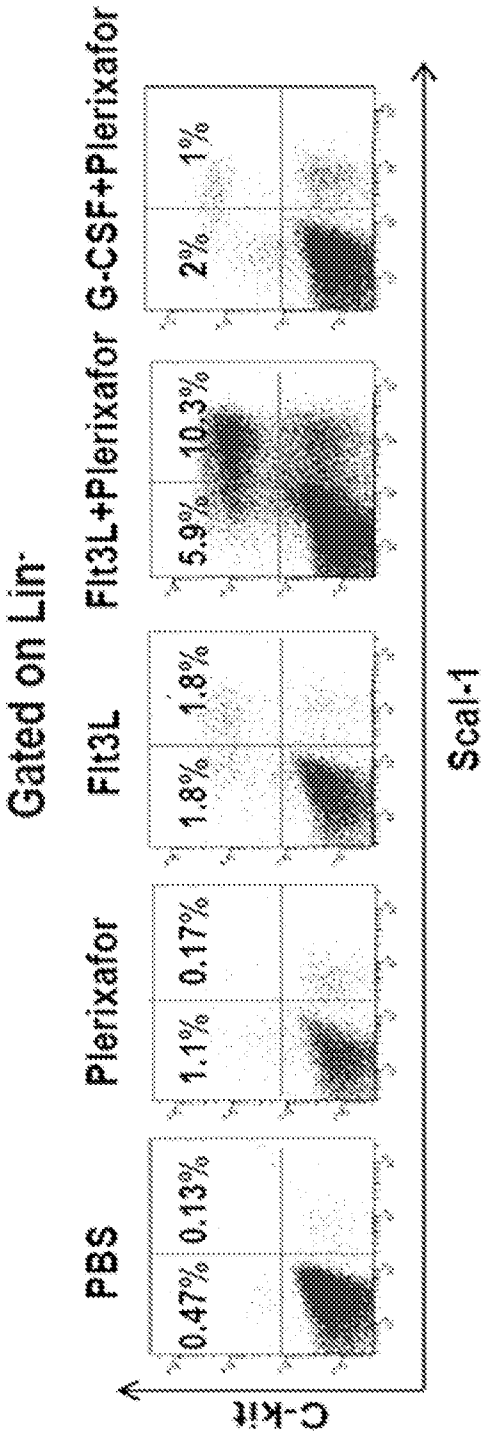 Gated on Lin-
PBS
Plerixafor
Flt3L
Flt3L+Plerixafor
G-CSF+Plerixafor
0.47% 0.13%
1.1% 0.17%
1.8% 1.8%
5.9% 10.3%
2% 1%
C-kit
Scal-1